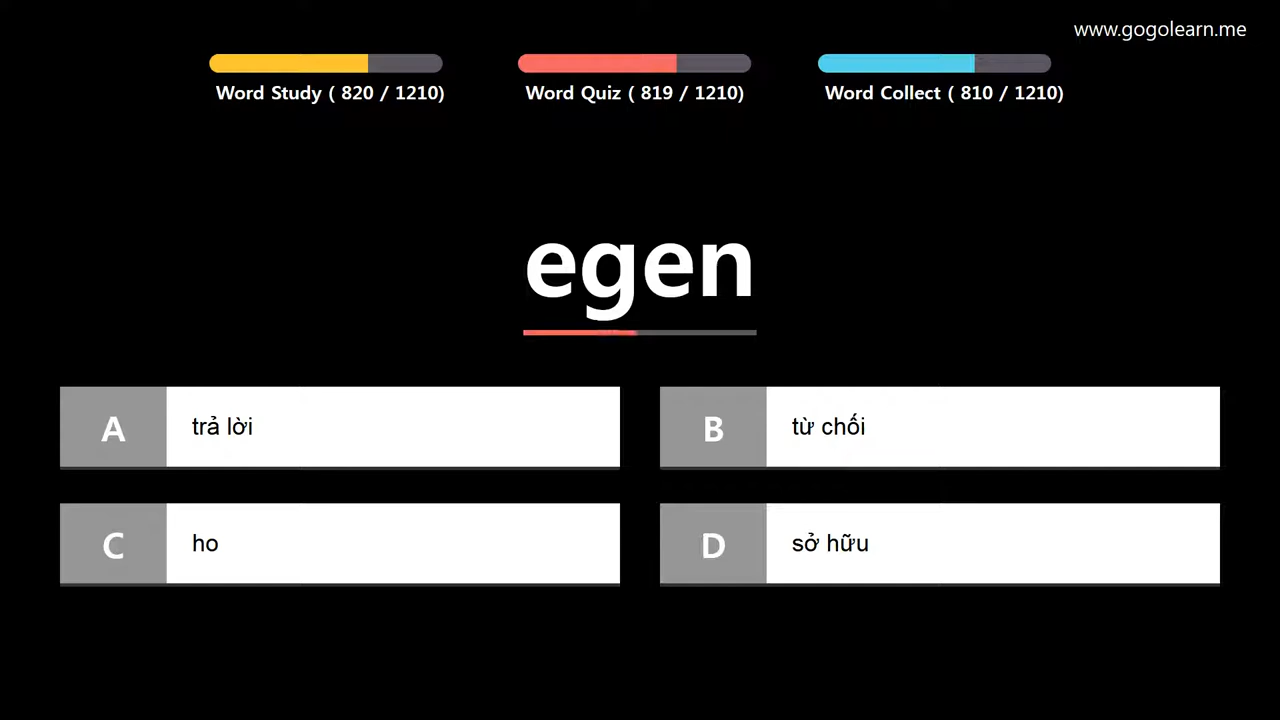 www.gogolearn.me
Word Study ( 820 / 1210)
Word Quiz ( 819 / 1210)
Word Collect ( 810 / 1210)
egen
A
trả lời
B
từ chối
C
ho
D
sở hữu